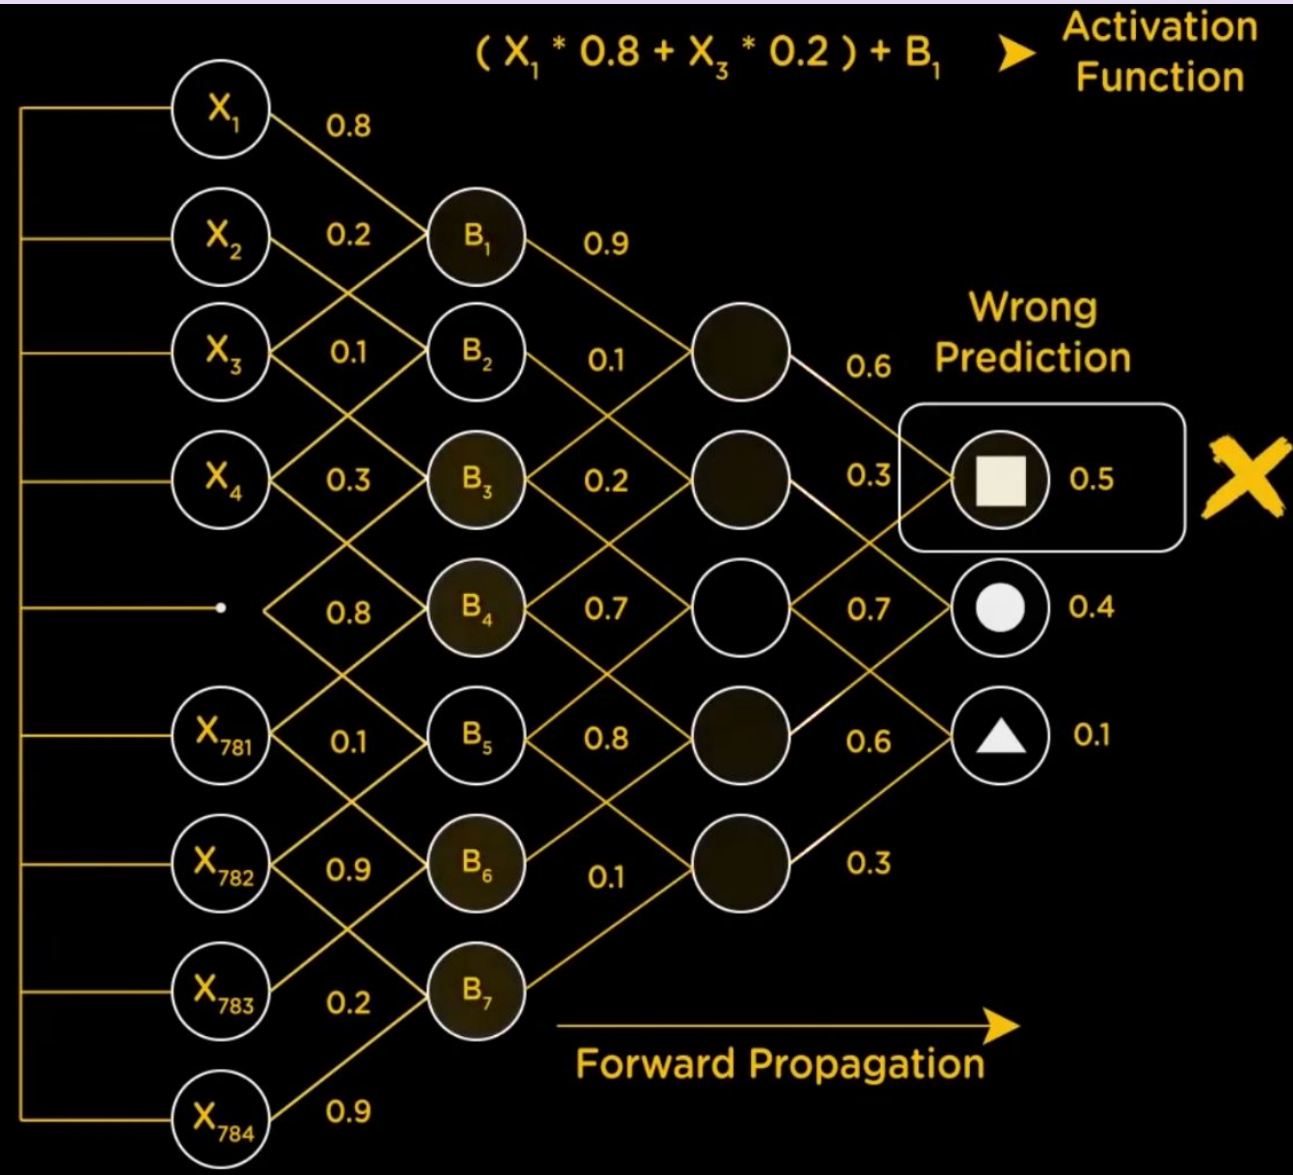 ( X₁ * 0.8 + X₃ * 0.2 ) + B₁
Activation
Function
X₁
0.8
X₂
0.2
B₁
0.9
X₃
0.1
B₂
0.1
0.6
Wrong
Prediction
X₄
0.3
B₃
0.2
0.3
0.5
0.8
B₄
0.7
0.7
0.4
X₇₈₁
0.1
B₅
0.8
0.6
0.1
X₇₈₂
0.9
B₆
0.1
0.3
X₇₈₃
0.2
B₇
Forward Propagation
X₇₈₄
0.9